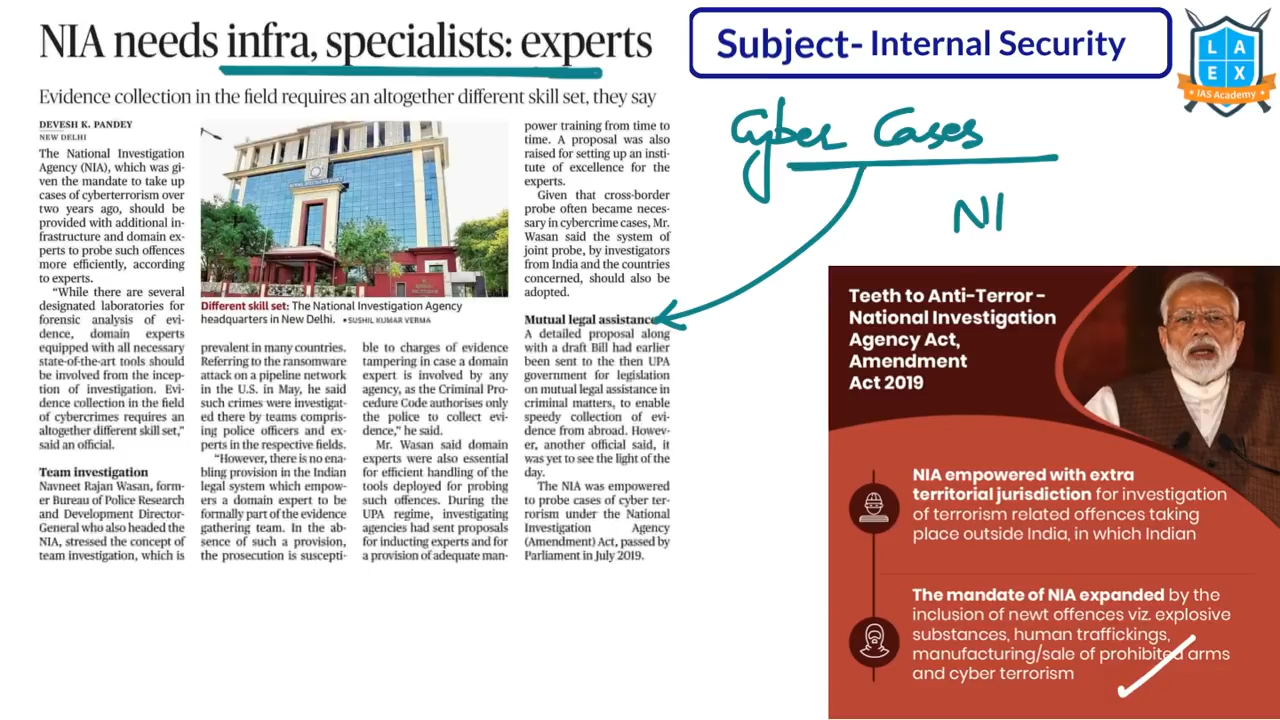 NIA needs infra, specialists: experts
Evidence collection in the field requires an altogether different skill set, they say
DEVESH K. PANDEY
NEW DELHI
The National Investigation
Agency (NIA), which was gi-
ven the mandate to take up
cases of cyberterrorism over
two years ago, should be
provided with additional in-
frastructure and domain ex-
perts to probe such offences
more efficiently, according
to experts.
“While there are several
designated laboratories for
forensic analysis of evi-
dence, domain experts
equipped with all necessary
state-of-the-art tools should
be involved from the incep-
tion of investigation. Evi-
dence collection in the field
of cybercrimes requires an
altogether different skill set,”
said an official.
Team investigation
Navneet Rajan Wasan, form-
er Bureau of Police Research
and Development Director-
General who also headed the
NIA, stressed the concept of
team investigation, which is
Different skill set: The National Investigation Agency
headquarters in New Delhi. •SUSHIL KUMAR VERMA
prevalent in many countries.
Referring to the ransomware
attack on a pipeline network
in the U.S. in May, he said
such crimes were investigat-
ed there by teams compris-
ing police officers and ex-
perts in the respective fields.
“However, there is no ena-
bling provision in the Indian
legal system which empow-
ers a domain expert to be
formally part of the evidence
gathering team. In the ab-
sence of such a provision,
the prosecution is suscepti-
ble to charges of evidence
tampering in case a domain
expert is involved by any
agency, as the Criminal Pro-
cedure Code authorises only
the police to collect evi-
dence,” he said.
Mr. Wasan said domain
experts were also essential
for efficient handling of the
tools deployed for probing
such offences. During the
UPA regime, investigating
agencies had sent proposals
for inducting experts and for
a provision of adequate man-
power training from time to
time. A proposal was also
raised for setting up an insti-
tute of excellence for the
experts.
Given that cross-border
probe often became neces-
sary in cybercrime cases, Mr.
Wasan said the system of
joint probe, by investigators
from India and the countries
concerned, should also be
adopted.
Mutual legal assistance
A detailed proposal along
with a draft Bill had earlier
been sent to the then UPA
government for legislation
on mutual legal assistance in
criminal matters, to enable
speedy collection of evi-
dence from abroad. Howev-
er, another official said, it
was yet to see the light of the
day.
The NIA was empowered
to probe cases of cyber ter-
rorism under the National
Investigation Agency
(Amendment) Act, passed by
Parliament in July 2019.
Subject- Internal Security
L A
E X
IAS Academy
Cyber Cases
NI
Teeth to Anti-Terror -
National Investigation
Agency Act,
Amendment
Act 2019
NIA empowered with extra
territorial jurisdiction for investigation
of terrorism related offences taking
place outside India, in which Indian
The mandate of NIA expanded by the
inclusion of newt offences viz. explosive
substances, human traffickings,
manufacturing/sale of prohibited arms
and cyber terrorism